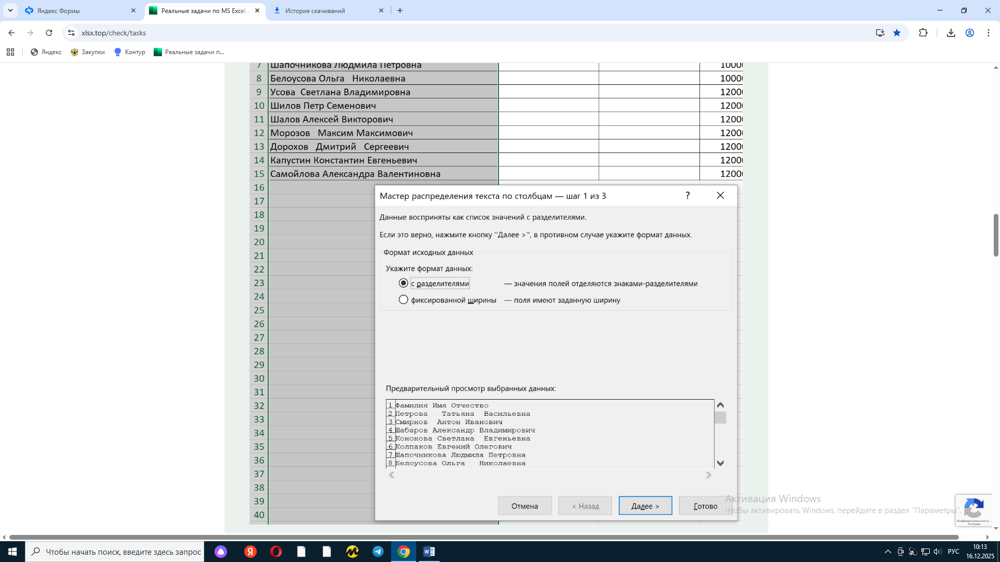 Яндекс Формы
Реальные задачи по MS Excel
История скачиваний
xlsx.top/check/tasks
Яндекс
Закупки
Контур
Реальные задачи п...
7 Шапочникова Людмила Петровна 1000
8 Белоусова Ольга   Николаевна 1000
9 Усова  Светлана Владимировна 1200
10 Шилов Петр Семенович 1200
11 Шалов Алексей Викторович 1200
12 Морозов   Максим Максимович 1200
13 Дорохов   Дмитрий   Сергеевич 1200
14 Капустин Константин Евгеньевич 1200
15 Самойлова Александра Валентиновна 1200
16
17
18
19
20
21
22
23
24
25
26
27
28
29
30
31
32
33
34
35
36
37
38
39
40
Мастер распределения текста по столбцам — шаг 1 из 3 ?
Данные восприняты как список значений с разделителями.
Если это верно, нажмите кнопку "Далее >", в противном случае укажите формат данных.
Формат исходных данных
Укажите формат данных:
с разделителями — значения полей отделяются знаками-разделителями
фиксированной ширины — поля имеют заданную ширину
Предварительный просмотр выбранных данных:
1 Фамилия Имя Отчество
2 Петрова   Татьяна  Васильевна
3 Смирнов  Антон Иванович
4 Шабаров Александр Владимирович
5 Кононова Светлана  Евгеньевна
6 Колпаков Евгений Олегович
7 Шапочникова Людмила Петровна
8 Белоусова Ольга   Николаевна
Отмена
< Назад
Далее >
Готово
Активация Windows
Чтобы активировать Windows, перейдите в раздел "Параметры".
Конфиденциальность -
Условия
Чтобы начать поиск, введите здесь запрос
РУС
10:13
16.12.2025